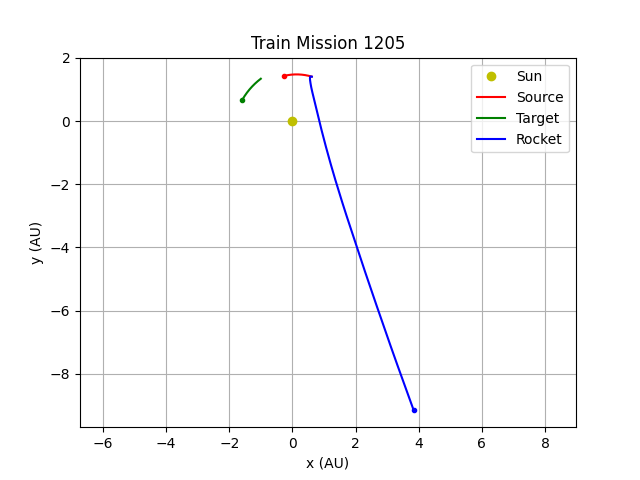 Train Mission 1205
Sun
Source
Target
Rocket
2
0
−2
−4
−6
−8
y (AU)
−6 −4 −2 0 2 4 6 8
x (AU)